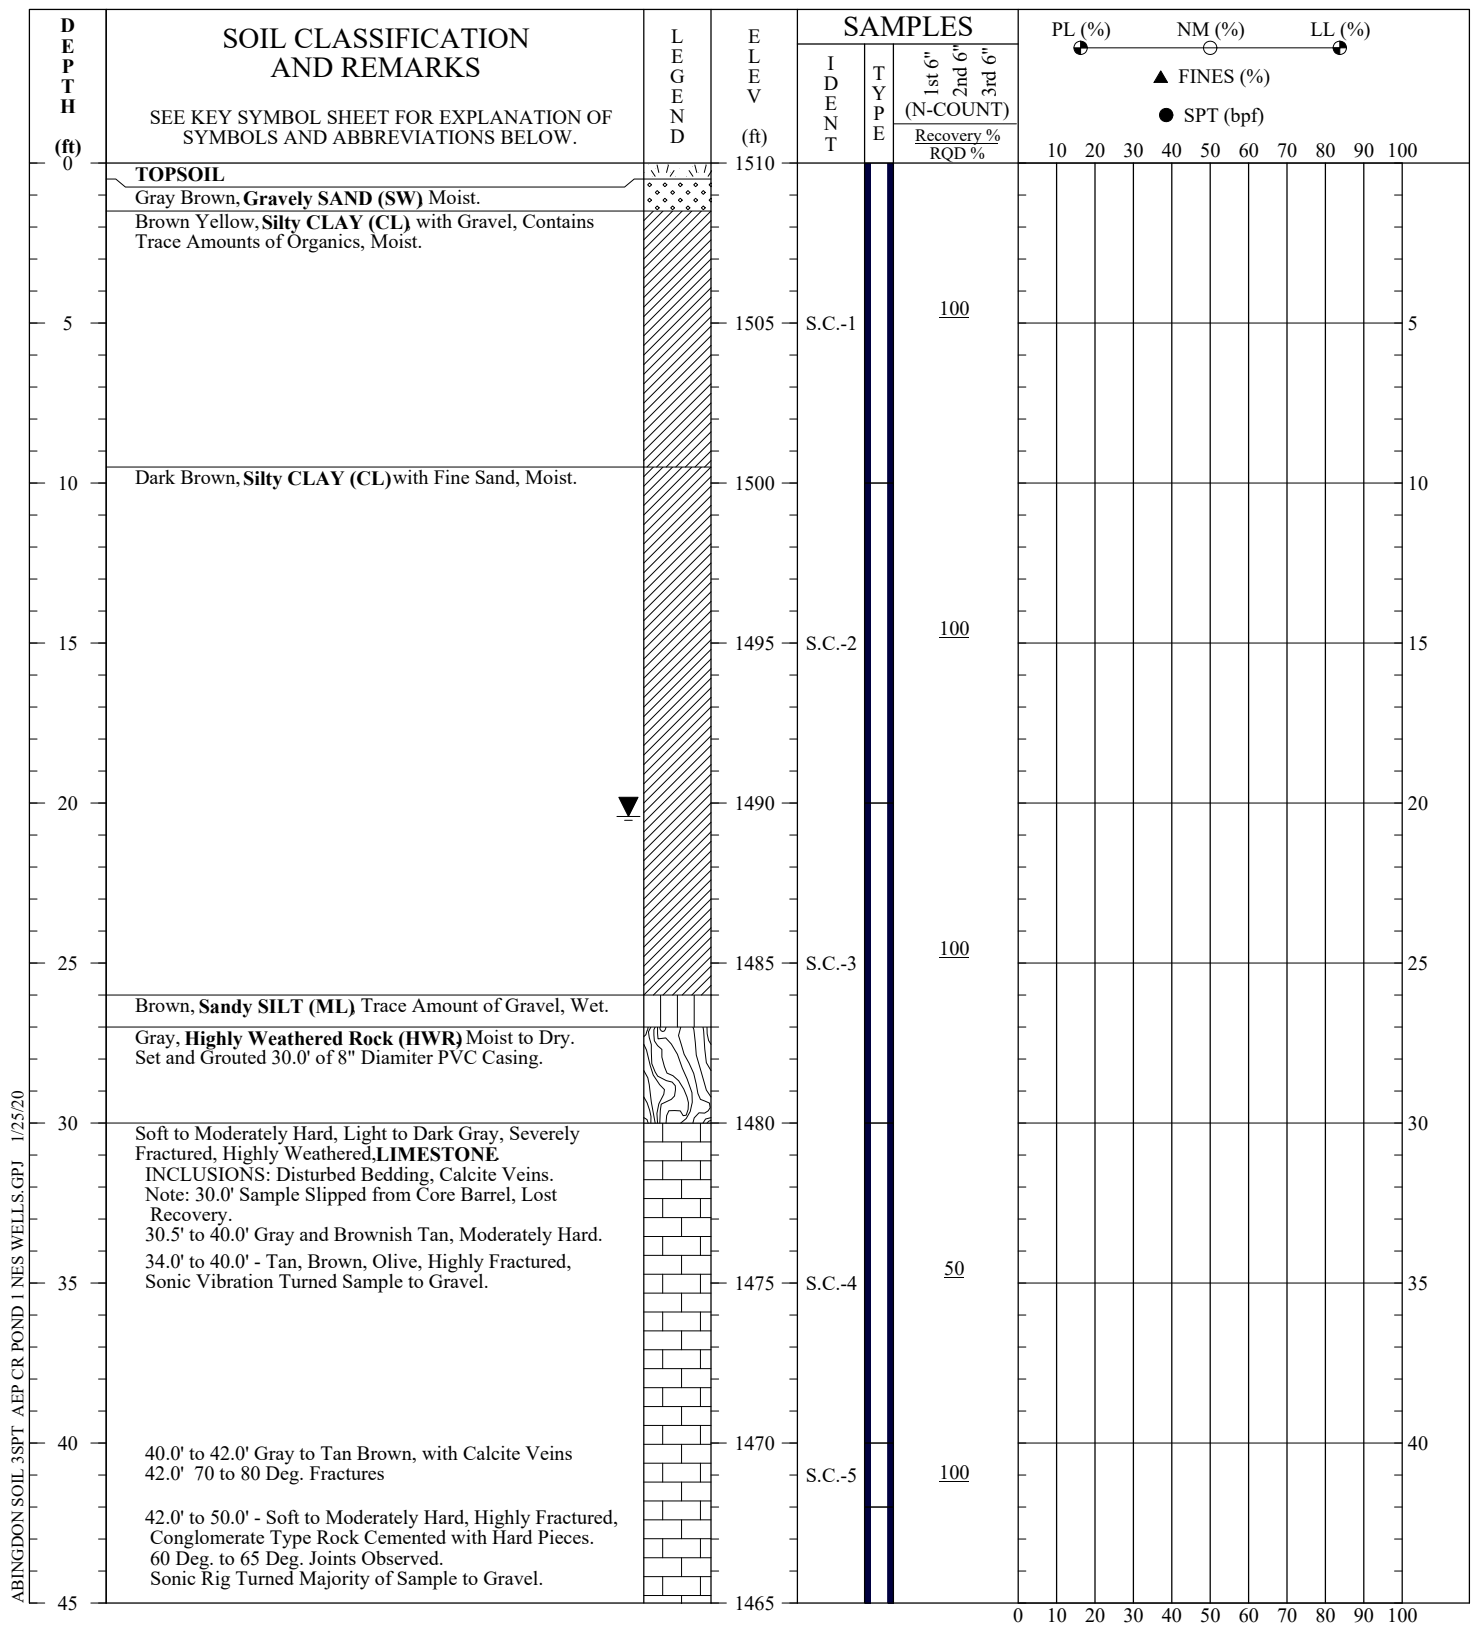 DEPTH (ft)
SOIL CLASSIFICATION
AND REMARKS
SEE KEY SYMBOL SHEET FOR EXPLANATION OF
SYMBOLS AND ABBREVIATIONS BELOW.
LEGEND
ELEV (ft)
SAMPLES
IDENT
TYPE
1st 6"
2nd 6"
3rd 6"
(N-COUNT)
Recovery %
RQD %
PL (%) NM (%) LL (%)
FINES (%)
SPT (bpf)
10 20 30 40 50 60 70 80 90 100
0 1510
TOPSOIL
Gray Brown, Gravely SAND (SW) Moist.
Brown Yellow, Silty CLAY (CL) with Gravel, Contains
Trace Amounts of Organics, Moist.
5 1505 S.C.-1 100 5
Dark Brown, Silty CLAY (CL) with Fine Sand, Moist.
10 1500 10
15 1495 S.C.-2 100 15
20 1490 20
25 1485 S.C.-3 100 25
Brown, Sandy SILT (ML) Trace Amount of Gravel, Wet.
Gray, Highly Weathered Rock (HWR) Moist to Dry.
Set and Grouted 30.0' of 8" Diamiter PVC Casing.
30 1480 30
Soft to Moderately Hard, Light to Dark Gray, Severely
Fractured, Highly Weathered, LIMESTONE.
INCLUSIONS: Disturbed Bedding, Calcite Veins.
Note: 30.0' Sample Slipped from Core Barrel, Lost
Recovery.
30.5' to 40.0' Gray and Brownish Tan, Moderately Hard.
34.0' to 40.0' - Tan, Brown, Olive, Highly Fractured,
Sonic Vibration Turned Sample to Gravel.
35 1475 S.C.-4 50 35
40 1470 40
40.0' to 42.0' Gray to Tan Brown, with Calcite Veins
42.0' 70 to 80 Deg. Fractures
S.C.-5 100
42.0' to 50.0' - Soft to Moderately Hard, Highly Fractured,
Conglomerate Type Rock Cemented with Hard Pieces.
60 Deg. to 65 Deg. Joints Observed.
Sonic Rig Turned Majority of Sample to Gravel.
45 1465
0 10 20 30 40 50 60 70 80 90 100
ABINGDON SOIL 3SPT AEP CR POND 1 NES WELLS.GPJ 1/25/20